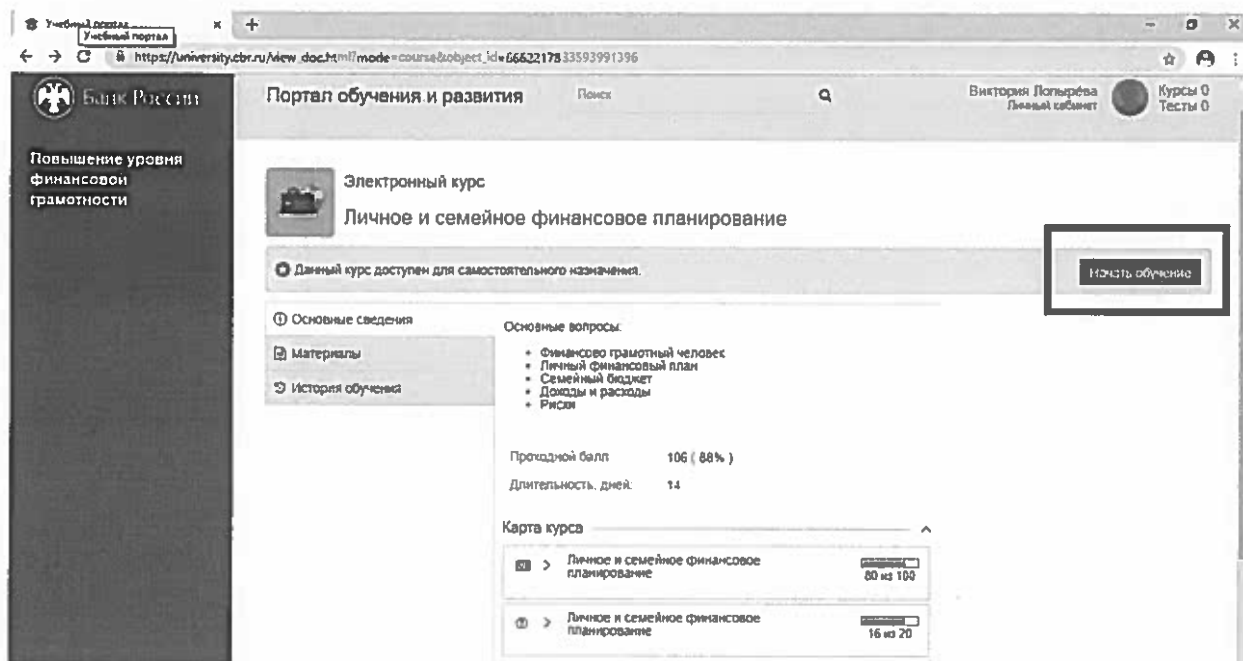 Учебный портал
Учебный портал
https://university.cbr.ru/view_doc.html?mode=course&object_id=6662217833593991396
Банк России
Портал обучения и развития
Поиск
Виктория Лопырёва
Личный кабинет
Курсы 0
Тесты 0
Повышение уровня
финансовой
грамотности
Электронный курс
Личное и семейное финансовое планирование
Данный курс доступен для самостоятельного назначения.
Начать обучение
Основные сведения
Материалы
История обучения
Основные вопросы:
Финансово грамотный человек
Личный финансовый план
Семейный бюджет
Доходы и расходы
Риски
Проходной балл 106 ( 88% )
Длительность, дней: 14
Карта курса
Личное и семейное финансовое
планирование
80 из 100
Личное и семейное финансовое
планирование
16 из 20